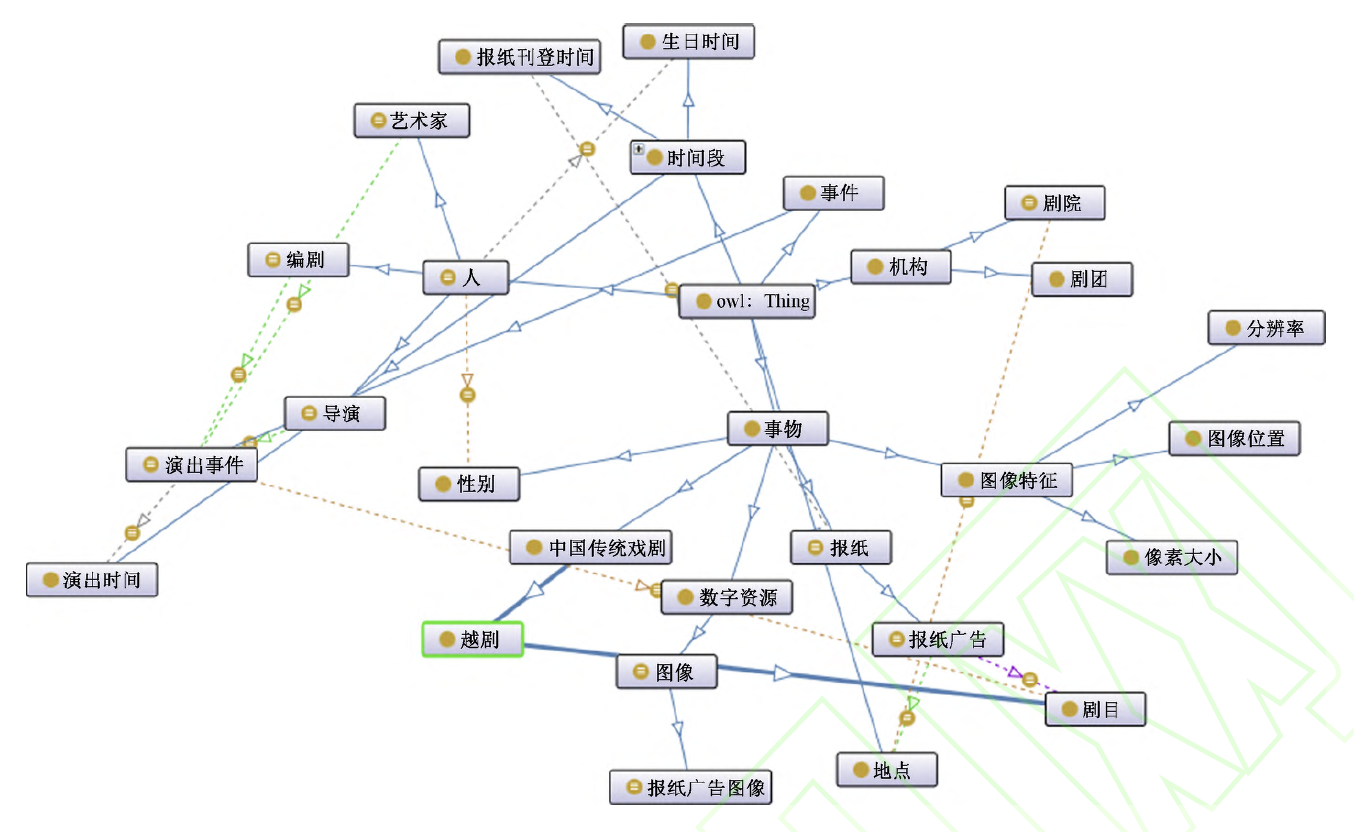 生日时间
报纸刊登时间
艺术家
时间段
事件
剧院
编剧
人
机构
剧团
owl：Thing
分辨率
导演
事物
图像位置
演出事件
性别
图像特征
中国传统戏剧
报纸
像素大小
演出时间
数字资源
越剧
报纸广告
图像
剧目
地点
报纸广告图像